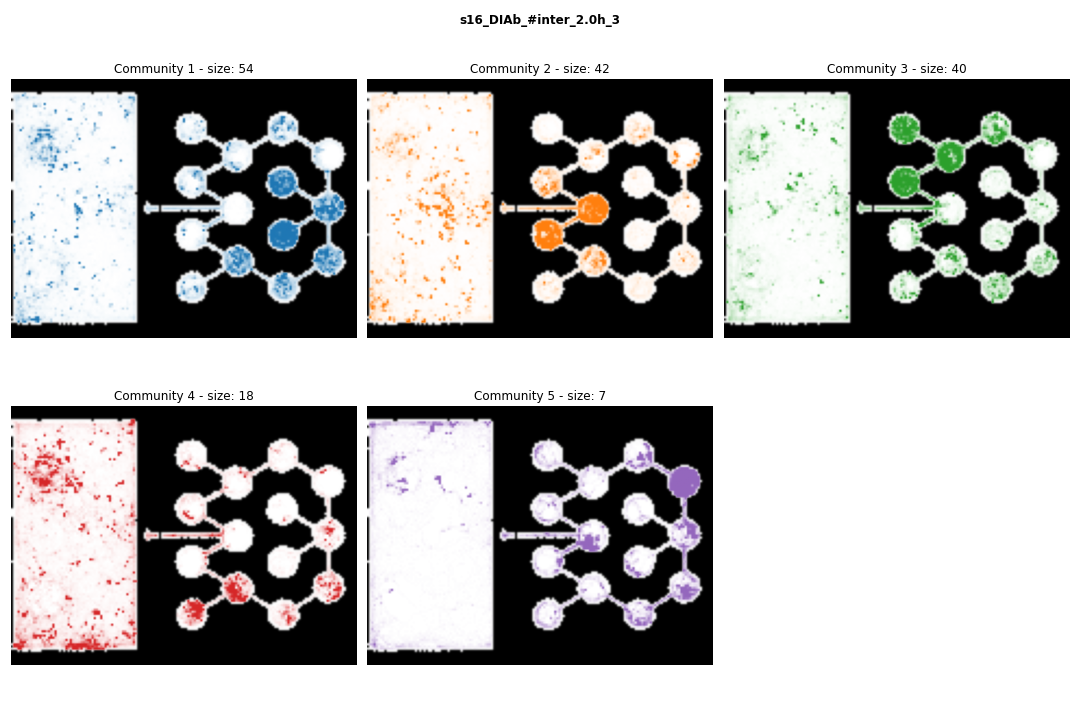 s16_DIAb_#inter_2.0h_3
Community 1 - size: 54
Community 2 - size: 42
Community 3 - size: 40
Community 4 - size: 18
Community 5 - size: 7